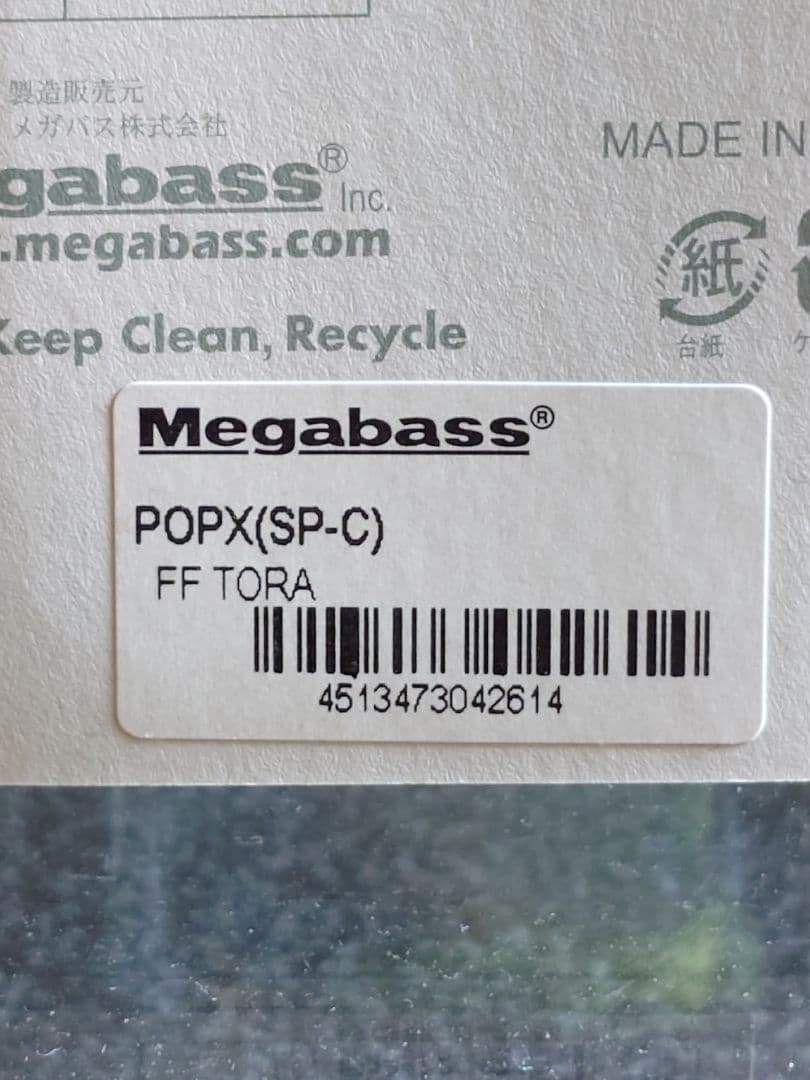 製造販売元
メガバス株式会社
gabass® Inc.
.megabass.com
MADE IN
紙
台紙
Keep Clean, Recycle
Megabass®
POPX(SP-C)
FF TORA
4513473042614